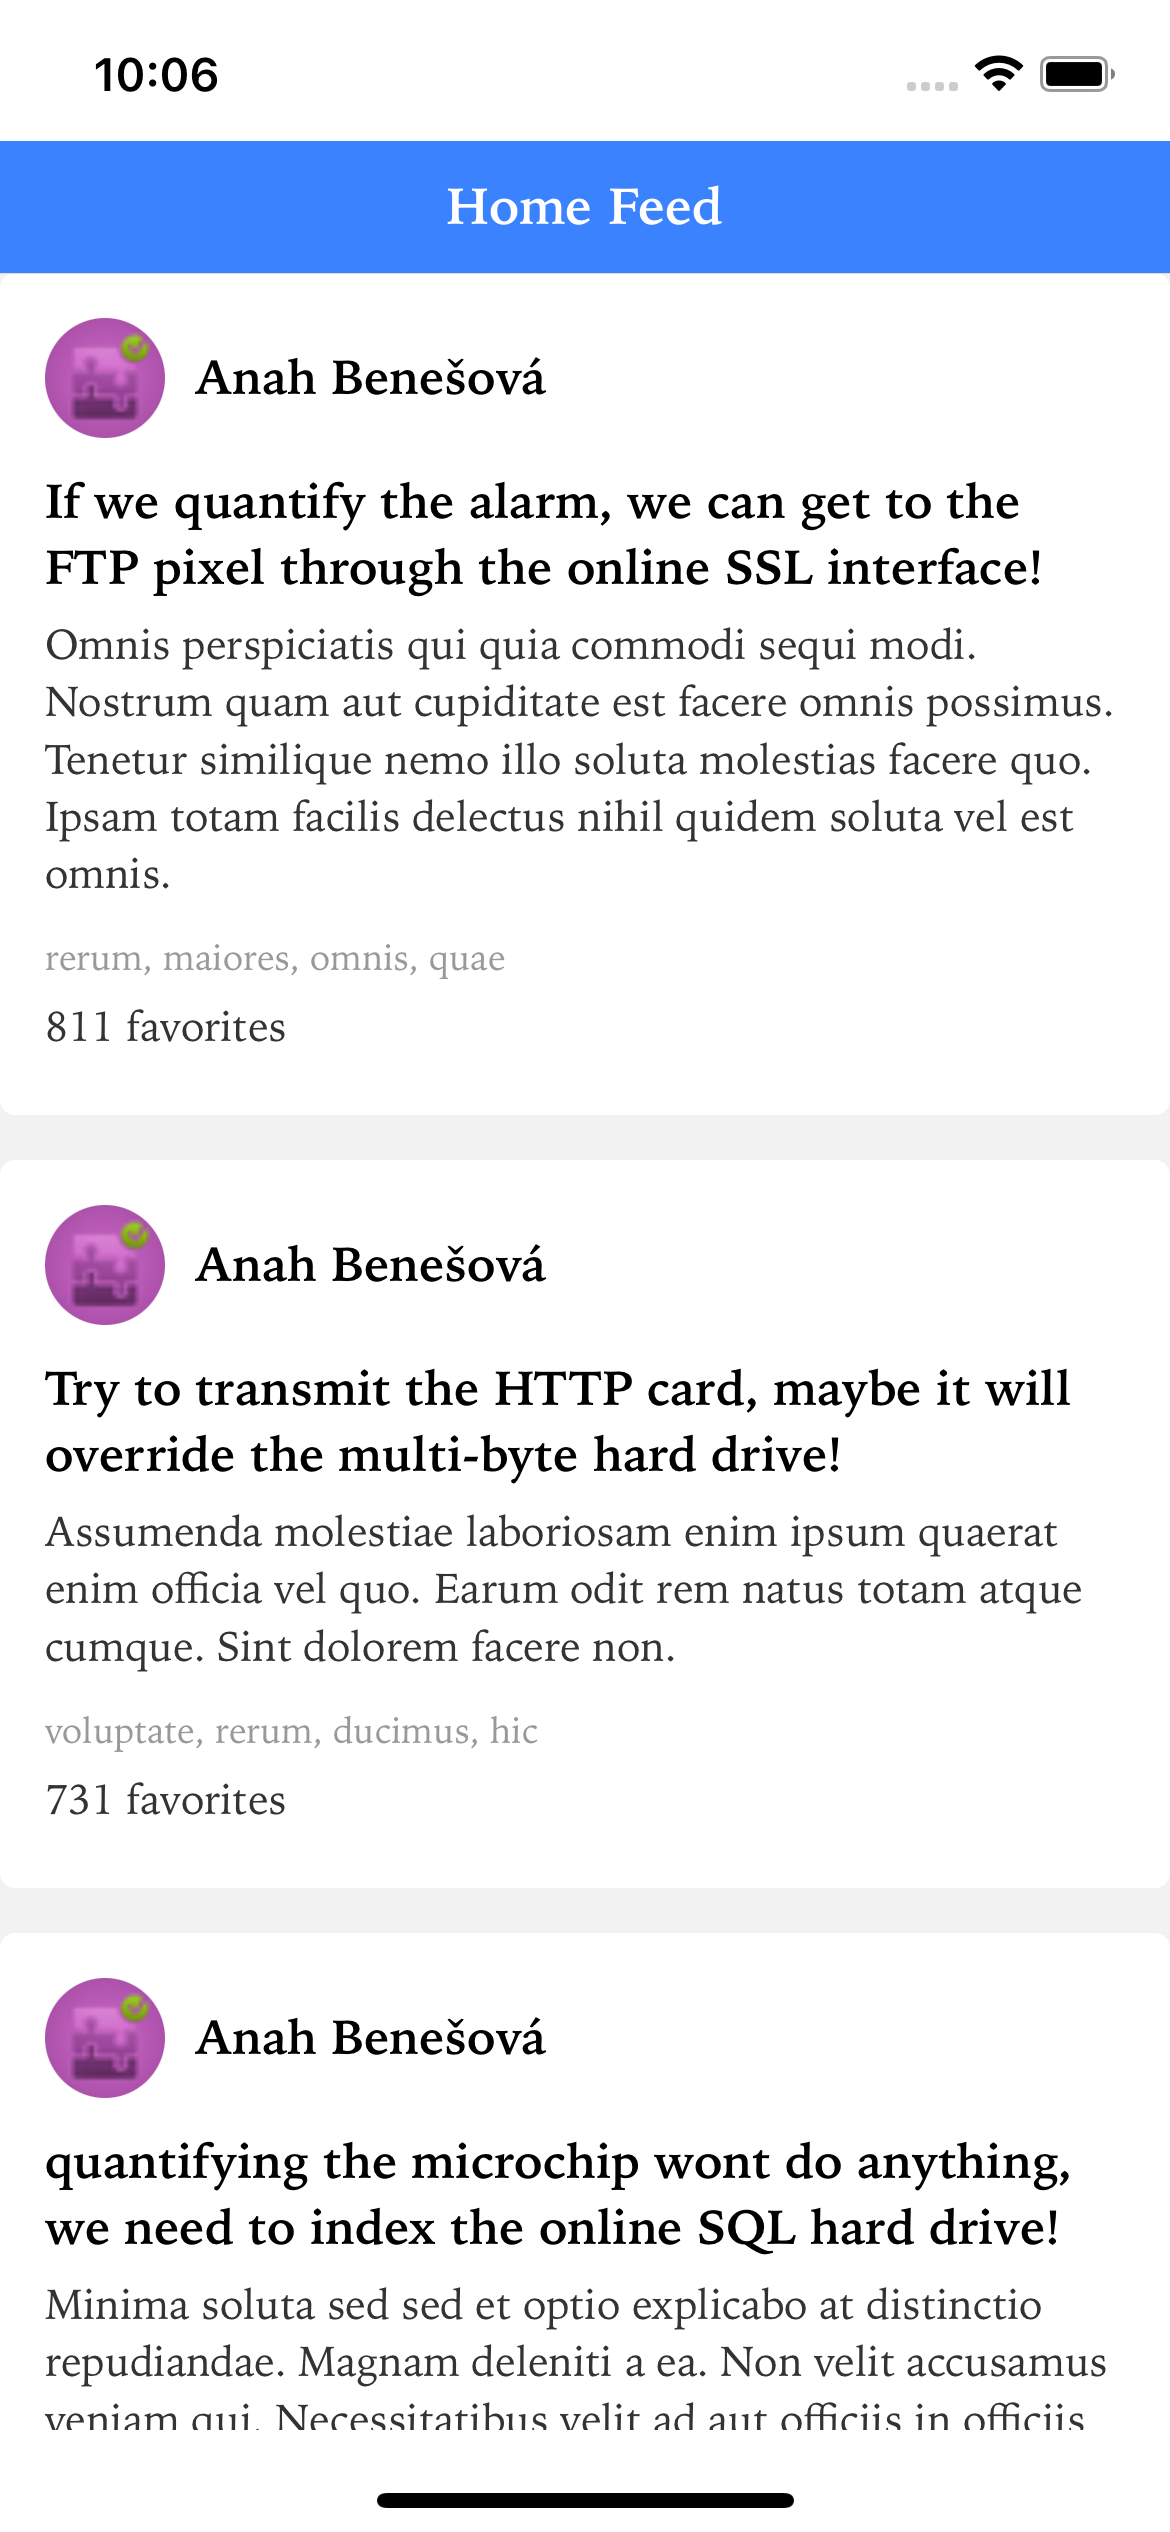 10:06
Home Feed
Anah Benešová
If we quantify the alarm, we can get to the
FTP pixel through the online SSL interface!
Omnis perspiciatis qui quia commodi sequi modi.
Nostrum quam aut cupiditate est facere omnis possimus.
Tenetur similique nemo illo soluta molestias facere quo.
Ipsam totam facilis delectus nihil quidem soluta vel est
omnis.
rerum, maiores, omnis, quae
811 favorites
Anah Benešová
Try to transmit the HTTP card, maybe it will
override the multi-byte hard drive!
Assumenda molestiae laboriosam enim ipsum quaerat
enim officia vel quo. Earum odit rem natus totam atque
cumque. Sint dolorem facere non.
voluptate, rerum, ducimus, hic
731 favorites
Anah Benešová
quantifying the microchip wont do anything,
we need to index the online SQL hard drive!
Minima soluta sed sed et optio explicabo at distinctio
repudiandae. Magnam deleniti a ea. Non velit accusamus
veniam qui. Necessitatibus velit ad aut officiis in officiis